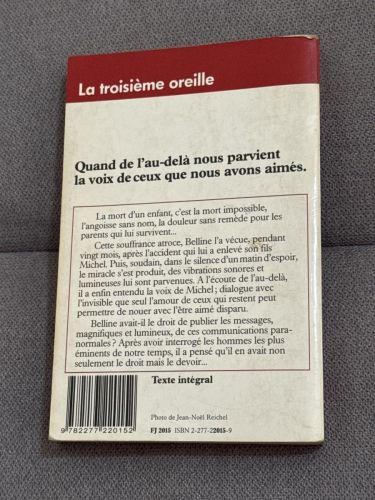 La troisième oreille
Quand de l'au-delà nous parvient
la voix de ceux que nous avons aimés.
La mort d'un enfant, c'est la mort impossible,
l'angoisse sans nom, la douleur sans remède pour les
parents qui lui survivent...
Cette souffrance atroce, Belline l'a vécue, pendant
vingt mois, après l'accident qui lui a enlevé son fils
Michel. Puis, soudain, dans le silence d'un matin d'espoir,
le miracle s'est produit, des vibrations sonores et
lumineuses lui sont parvenues. A l'écoute de l'au-delà,
il a enfin entendu la voix de Michel ; dialogue avec
l'invisible que seul l'amour de ceux qui restent peut
permettre de nouer avec l'être aimé disparu.
Belline avait-il le droit de publier les messages,
magnifiques et lumineux, de ces communications para-
normales ? Après avoir interrogé les hommes les plus
éminents de notre temps, il a pensé qu'il en avait non
seulement le droit mais le devoir...
Texte intégral
Photo de Jean-Noël Reichel
9 782277 220152
FJ 2015 ISBN 2-277-22015-9